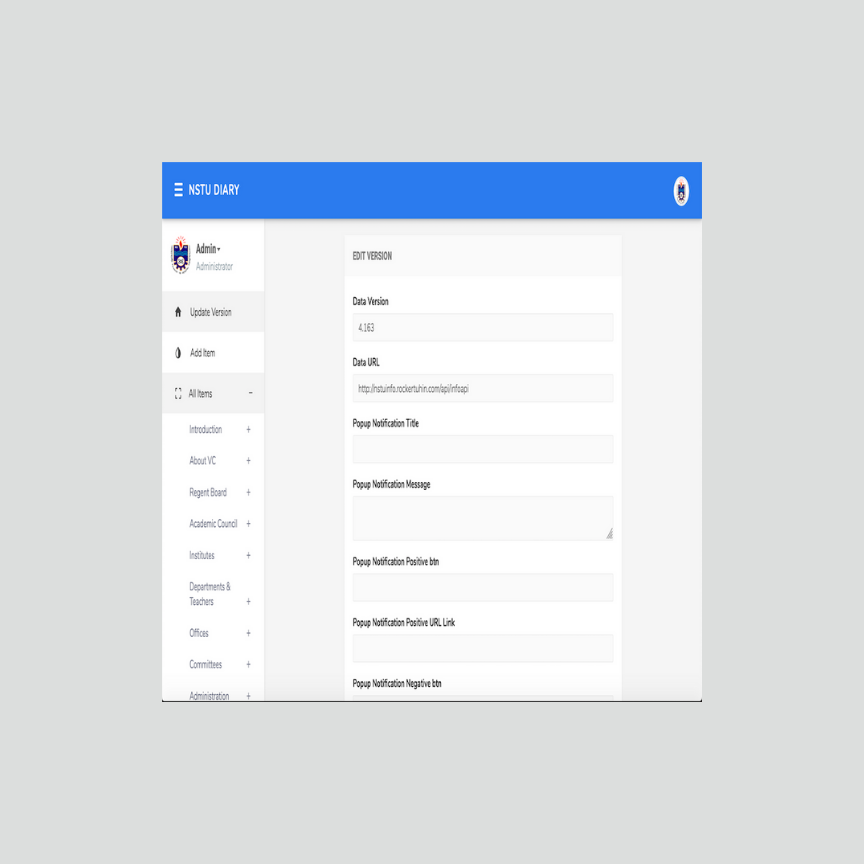 NSTU DIARY
Admin
Administrator
Update Version
Add Item
All Items −
Introduction +
About VC +
Regent Board +
Academic Council +
Institutes +
Departments &
Teachers +
Offices +
Committees +
Administration +
EDIT VERSION
Data Version
4.163
Data URL
http://nstuinfo.rockertuhin.com/api/infoapi
Popup Notification Title
Popup Notification Message
Popup Notification Positive btn
Popup Notification Positive URL Link
Popup Notification Negative btn